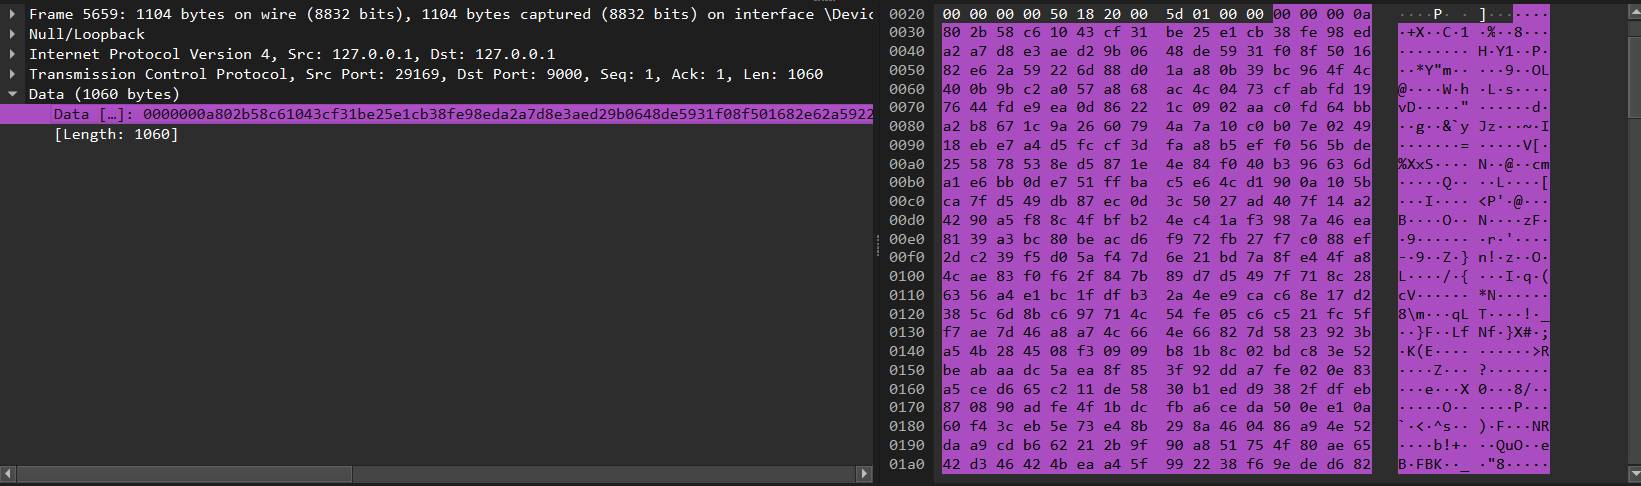 Frame 5659: 1104 bytes on wire (8832 bits), 1104 bytes captured (8832 bits) on interface \Devic
Null/Loopback
Internet Protocol Version 4, Src: 127.0.0.1, Dst: 127.0.0.1
Transmission Control Protocol, Src Port: 29169, Dst Port: 9000, Seq: 1, Ack: 1, Len: 1060
Data (1060 bytes)
Data […]: 0000000a802b58c61043cf31be25e1cb38fe98eda2a7d8e3aed29b0648de5931f08f501682e62a5922
[Length: 1060]
0020 00 00 00 00 50 18 20 00 5d 01 00 00 00 00 00 0a ····P· · ]·······
0030 80 2b 58 c6 10 43 cf 31 be 25 e1 cb 38 fe 98 ed ·+X··C·1 ·%··8···
0040 a2 a7 d8 e3 ae d2 9b 06 48 de 59 31 f0 8f 50 16 ········ H·Y1··P·
0050 82 e6 2a 59 22 6d 88 d0 1a a8 0b 39 bc 96 4f 4c ··*Y"m·· ···9··OL
0060 40 0b 9b c2 a0 57 a8 68 ac 4c 04 73 cf ab fd 19 @····W·h ·L·s····
0070 76 44 fd e9 ea 0d 86 22 1c 09 02 aa c0 fd 64 bb vD·····" ······d·
0080 a2 b8 67 1c 9a 26 60 79 4a 7a 10 c0 b0 7e 02 49 ··g··&`y Jz···~·I
0090 18 eb e7 a4 d5 fc cf 3d fa a8 b5 ef f0 56 5b de ·······= ·····V[·
00a0 25 58 78 53 8e d5 87 1e 4e 84 f0 40 b3 96 63 6d %XxS···· N··@··cm
00b0 a1 e6 bb 0d e7 51 ff ba c5 e6 4c d1 90 0a 10 5b ·····Q·· ··L····[
00c0 ca 7f d5 49 db 87 ec 0d 3c 50 27 ad 40 7f 14 a2 ···I···· <P'·@···
00d0 42 90 a5 f8 8c 4f bf b2 4e c4 1a f3 98 7a 46 ea B····O·· N····zF·
00e0 81 39 a3 bc 80 be ac d6 f9 72 fb 27 f7 c0 88 ef ·9······ ·r·'····
00f0 2d c2 39 f5 d0 5a f4 7d 6e 21 bd 7a 8f e4 4f a8 -·9··Z·} n!·z··O·
0100 4c ae 83 f0 f6 2f 84 7b 89 d7 d5 49 7f 71 8c 28 L····/·{ ···I·q·(
0110 63 56 a4 e1 bc 1f df b3 2a 4e e9 ca c6 8e 17 d2 cV······ *N······
0120 38 5c 6d 8b c6 97 71 4c 54 fe 05 c6 c5 21 fc 5f 8\m···qL T····!·_
0130 f7 ae 7d 46 a8 a7 4c 66 4e 66 82 7d 58 23 92 3b ··}F··Lf Nf·}X#·;
0140 a5 4b 28 45 08 f3 09 09 b8 1b 8c 02 bd c8 3e 52 ·K(E···· ······>R
0150 be ab aa dc 5a ea 8f 85 3f 92 dd a7 fe 02 0e 83 ····Z··· ?·······
0160 a5 ce d6 65 c2 11 de 58 30 b1 ed d9 38 2f df eb ···e···X 0···8/··
0170 87 08 90 ad fe 4f 1b dc fb a6 ce da 50 0e e1 0a ·····O·· ····P···
0180 60 f4 3c eb 5e 73 e4 8b 29 8a 46 04 86 a9 4e 52 `·<·^s·· )·F···NR
0190 da a9 cd b6 62 21 2b 9f 90 a8 51 75 4f 80 ae 65 ····b!+· ··QuO··e
01a0 42 d3 46 42 4b ea a4 5f 99 22 38 f6 9e de d6 82 B·FBK··_ ·"8·····